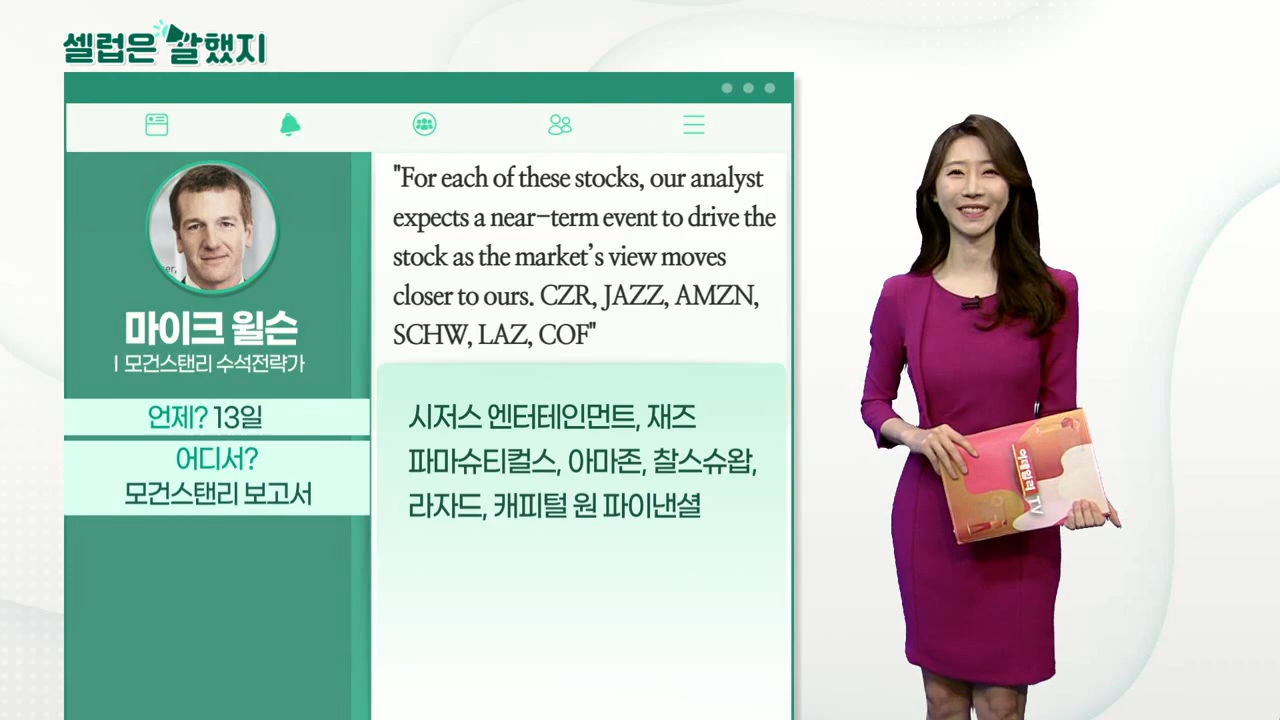 셀럽은 말했지
"For each of these stocks, our analyst
expects a near-term event to drive the
stock as the market's view moves
closer to ours. CZR, JAZZ, AMZN,
SCHW, LAZ, COF"
마이크 윌슨
| 모건스탠리 수석전략가
언제? 13일
어디서?
모건스탠리 보고서
시저스 엔터테인먼트, 재즈
파마슈티컬스, 아마존, 찰스슈왑,
라자드, 캐피털 원 파이낸셜
이데일리 TV